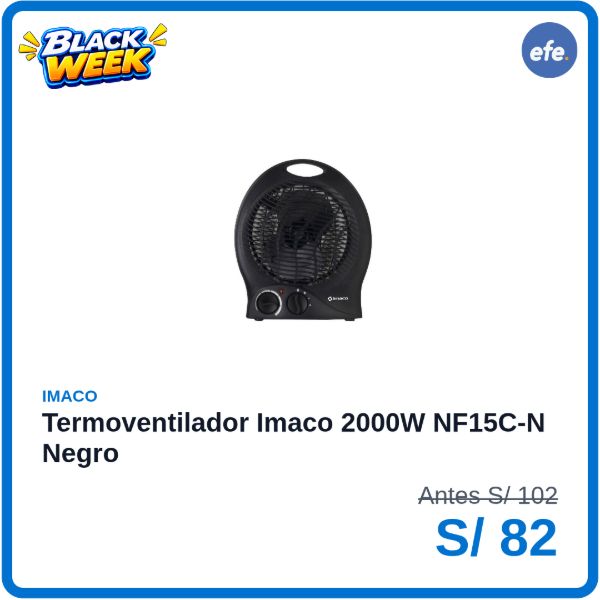 BLACK
WEEK
efe.
imaco
IMACO
Termoventilador Imaco 2000W NF15C-N
Negro
Antes S/ 102
S/ 82